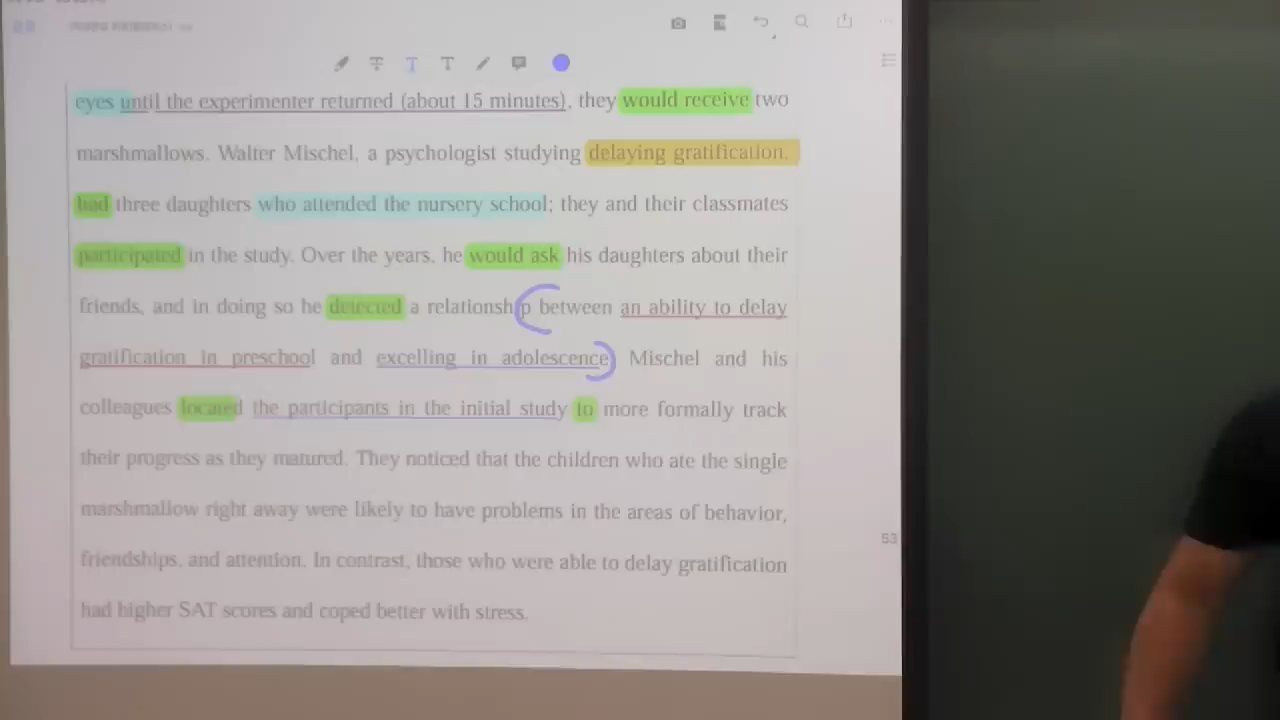 eyes until the experimenter returned (about 15 minutes), they would receive two
marshmallows. Walter Mischel, a psychologist studying delaying gratification,
had three daughters who attended the nursery school; they and their classmates
participated in the study. Over the years, he would ask his daughters about their
friends, and in doing so he detected a relationship between an ability to delay
gratification in preschool and excelling in adolescence. Mischel and his
colleagues located the participants in the initial study to more formally track
their progress as they matured. They noticed that the children who ate the single
marshmallow right away were likely to have problems in the areas of behavior,
53
friendships, and attention. In contrast, those who were able to delay gratification
had higher SAT scores and coped better with stress.